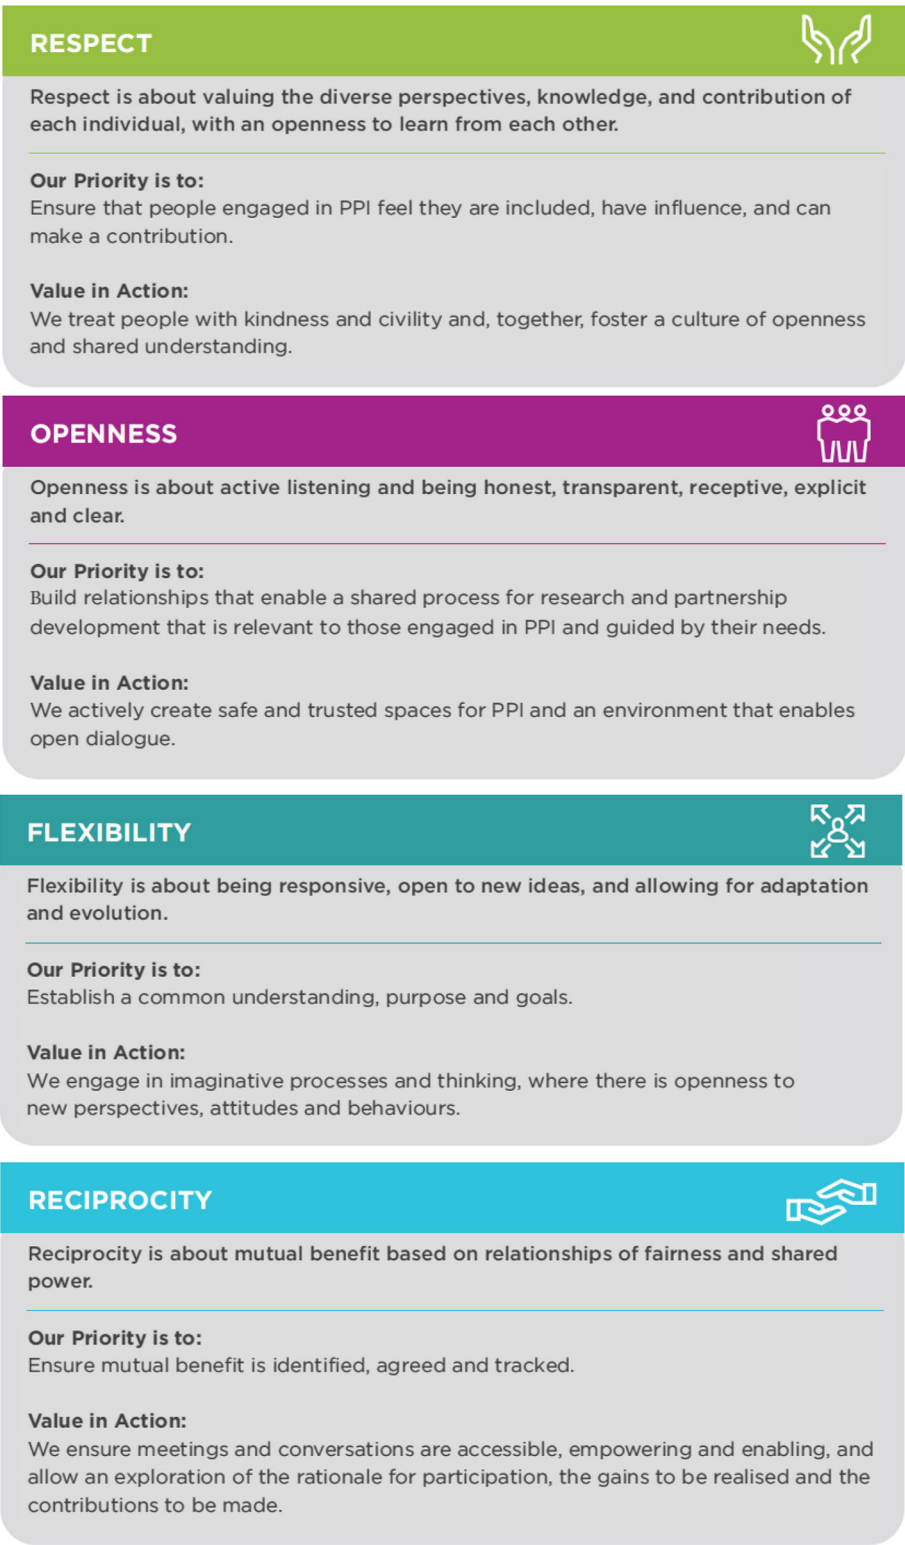 RESPECT
Respect is about valuing the diverse perspectives, knowledge, and contribution of
each individual, with an openness to learn from each other.
Our Priority is to:
Ensure that people engaged in PPI feel they are included, have influence, and can
make a contribution.
Value in Action:
We treat people with kindness and civility and, together, foster a culture of openness
and shared understanding.
OPENNESS
Openness is about active listening and being honest, transparent, receptive, explicit
and clear.
Our Priority is to:
Build relationships that enable a shared process for research and partnership
development that is relevant to those engaged in PPI and guided by their needs.
Value in Action:
We actively create safe and trusted spaces for PPI and an environment that enables
open dialogue.
FLEXIBILITY
Flexibility is about being responsive, open to new ideas, and allowing for adaptation
and evolution.
Our Priority is to:
Establish a common understanding, purpose and goals.
Value in Action:
We engage in imaginative processes and thinking, where there is openness to
new perspectives, attitudes and behaviours.
RECIPROCITY
Reciprocity is about mutual benefit based on relationships of fairness and shared
power.
Our Priority is to:
Ensure mutual benefit is identified, agreed and tracked.
Value in Action:
We ensure meetings and conversations are accessible, empowering and enabling, and
allow an exploration of the rationale for participation, the gains to be realised and the
contributions to be made.